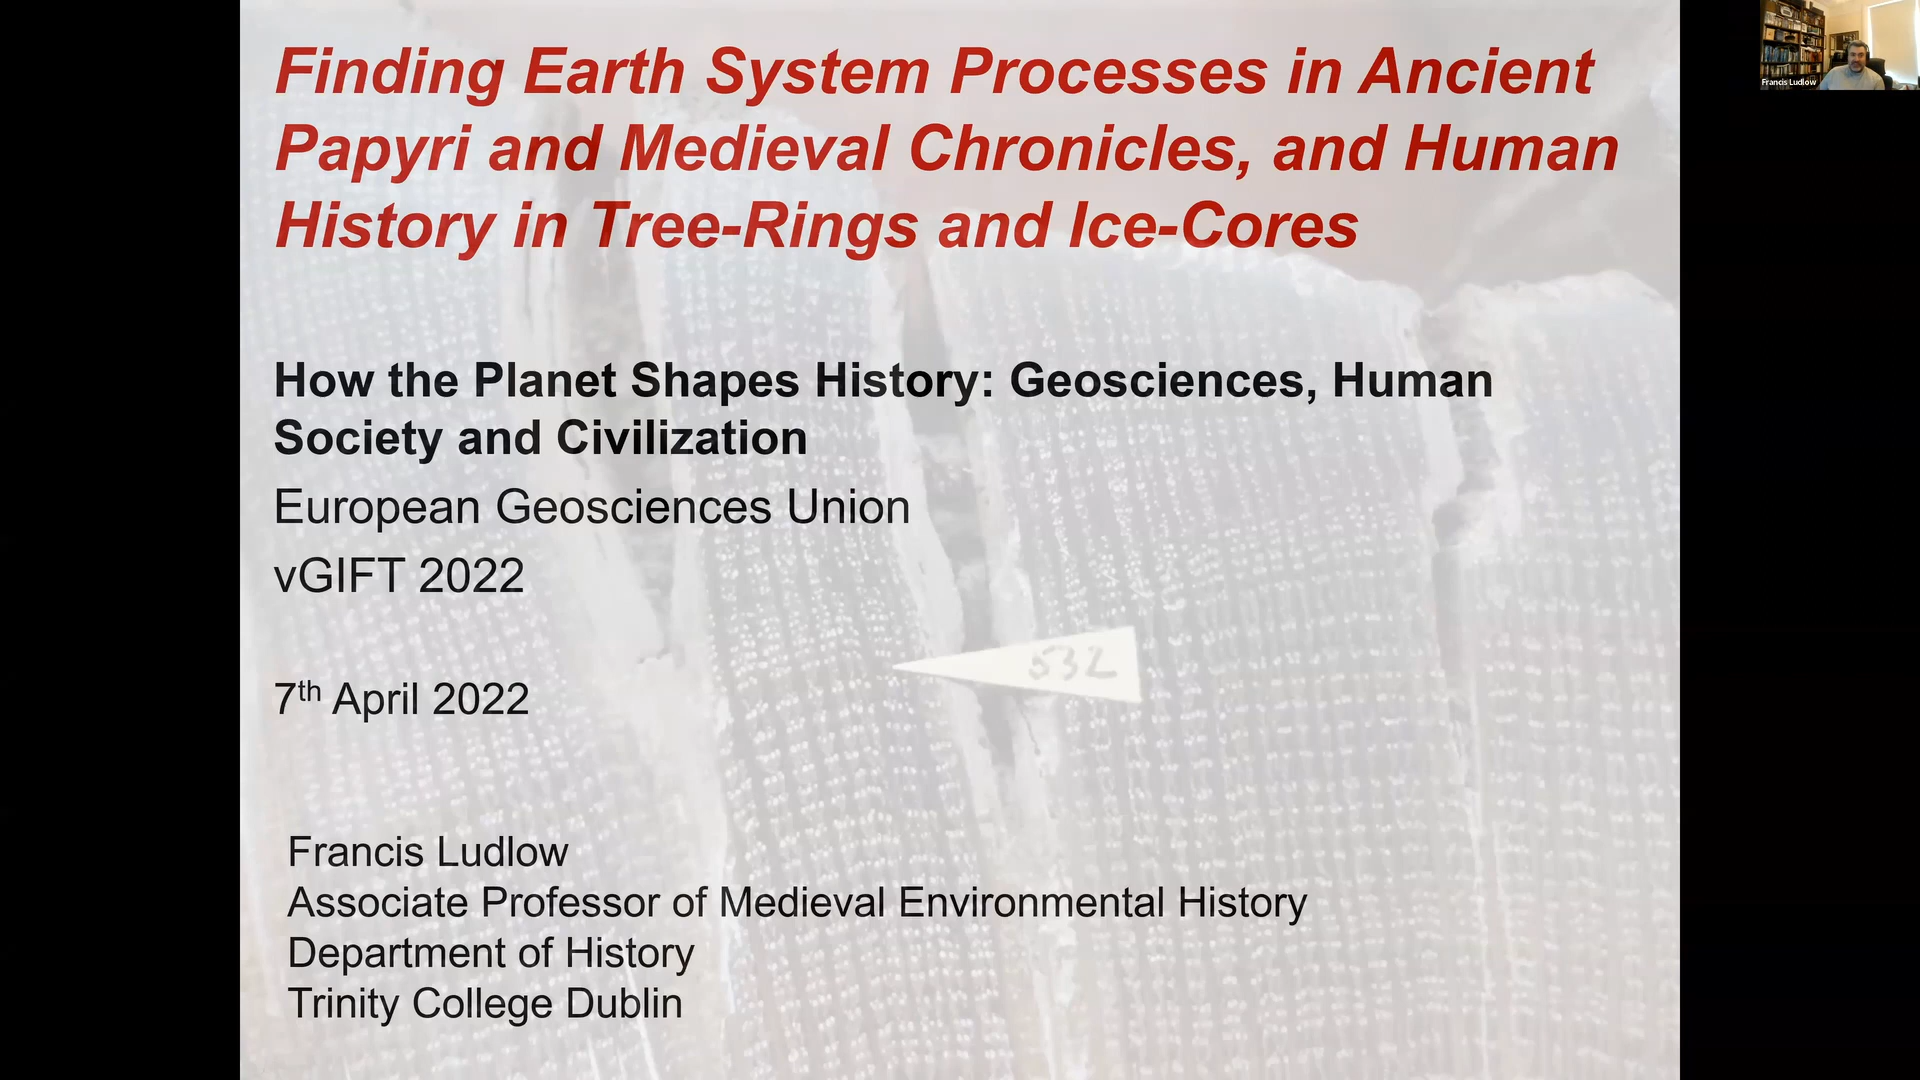 Finding Earth System Processes in Ancient
Papyri and Medieval Chronicles, and Human
History in Tree-Rings and Ice-Cores
How the Planet Shapes History: Geosciences, Human
Society and Civilization
European Geosciences Union
vGIFT 2022
532
7th April 2022
Francis Ludlow
Associate Professor of Medieval Environmental History
Department of History
Trinity College Dublin
Francis Ludlow